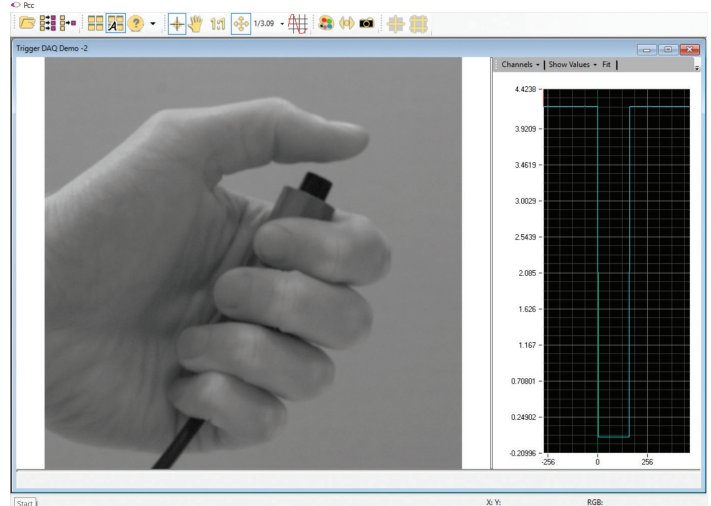 Pcc
1:1 1/3.09
Trigger DAQ Demo -2
Channels Show Values Fit
4.4238
3.9209
3.4619
3.0029
2.5439
2.085
1.626
1.167
0.70801
0.24902
-0.20996
-256 0 256
Start
X: Y: RGB: